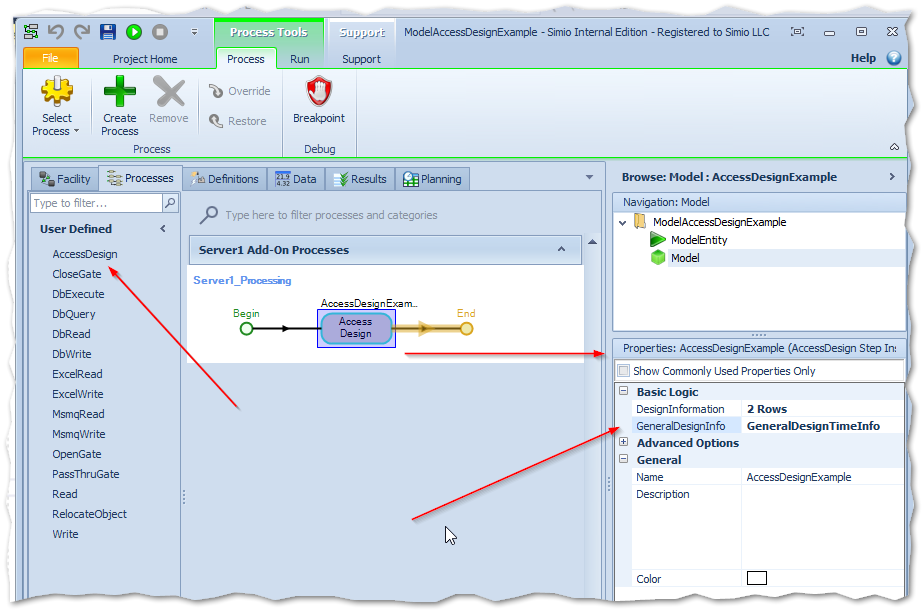 Process Tools
Support
ModelAccessDesignExample - Simio Internal Edition - Registered to Simio LLC
File
Project Home
Process
Run
Support
Help
Select
Process
Create
Process
Remove
Override
Restore
Breakpoint
Process
Debug
Facility
Processes
Definitions
21.9
4.32
Data
Results
Planning
Type to filter...
User Defined
AccessDesign
CloseGate
DbExecute
DbQuery
DbRead
DbWrite
ExcelRead
ExcelWrite
MsmqRead
MsmqWrite
OpenGate
PassThruGate
Read
RelocateObject
Write
Type here to filter processes and categories
Server1 Add-On Processes
Server1_Processing
Begin
AccessDesignExam...
Access
Design
End
Browse: Model : AccessDesignExample
Navigation: Model
ModelAccessDesignExample
ModelEntity
Model
Properties: AccessDesignExample (AccessDesign Step Ins
Show Commonly Used Properties Only
Basic Logic
DesignInformation 2 Rows
GeneralDesignInfo GeneralDesignTimeInfo
Advanced Options
General
Name AccessDesignExample
Description
Color